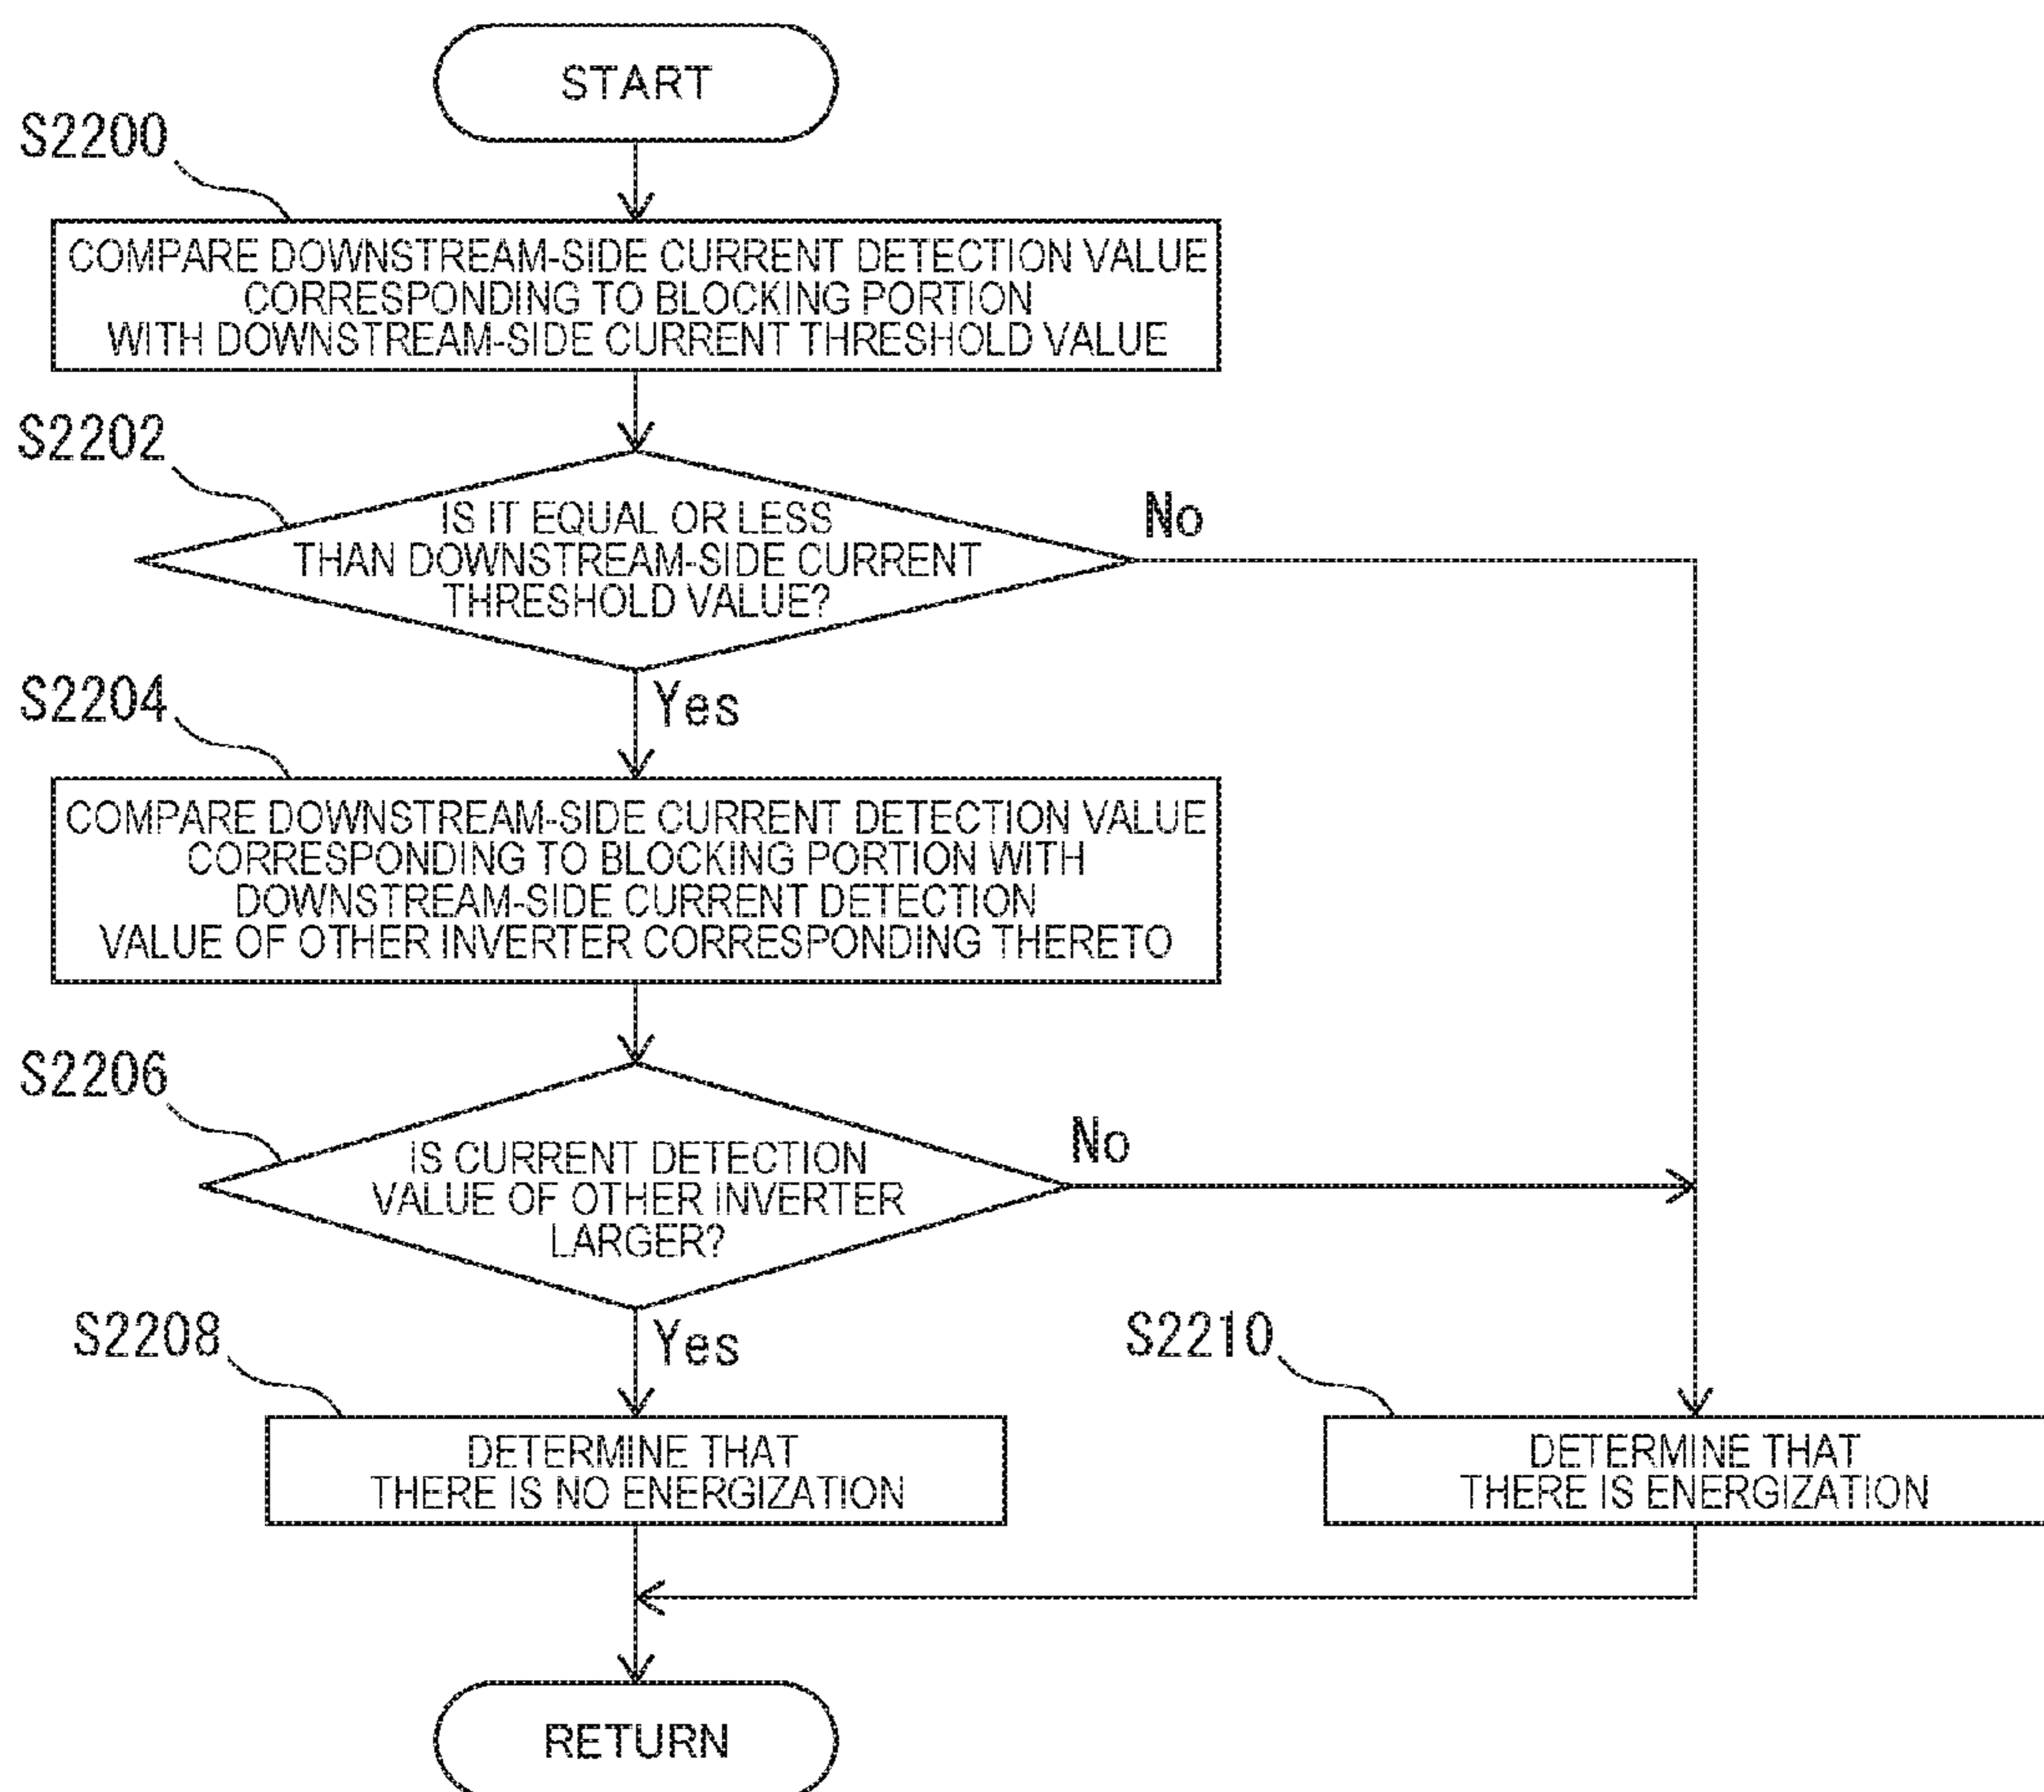 START
S2200
COMPARE DOWNSTREAM-SIDE CURRENT DETECTION VALUE
CORRESPONDING TO BLOCKING PORTION
WITH DOWNSTREAM-SIDE CURRENT THRESHOLD VALUE
S2202
IS IT EQUAL OR LESS
THAN DOWNSTREAM-SIDE CURRENT
THRESHOLD VALUE?
No
Yes
S2204
COMPARE DOWNSTREAM-SIDE CURRENT DETECTION VALUE
CORRESPONDING TO BLOCKING PORTION WITH
DOWNSTREAM-SIDE CURRENT DETECTION
VALUE OF OTHER INVERTER CORRESPONDING THERETO
S2206
IS CURRENT DETECTION
VALUE OF OTHER INVERTER
LARGER?
No
Yes
S2208
DETERMINE THAT
THERE IS NO ENERGIZATION
S2210
DETERMINE THAT
THERE IS ENERGIZATION
RETURN